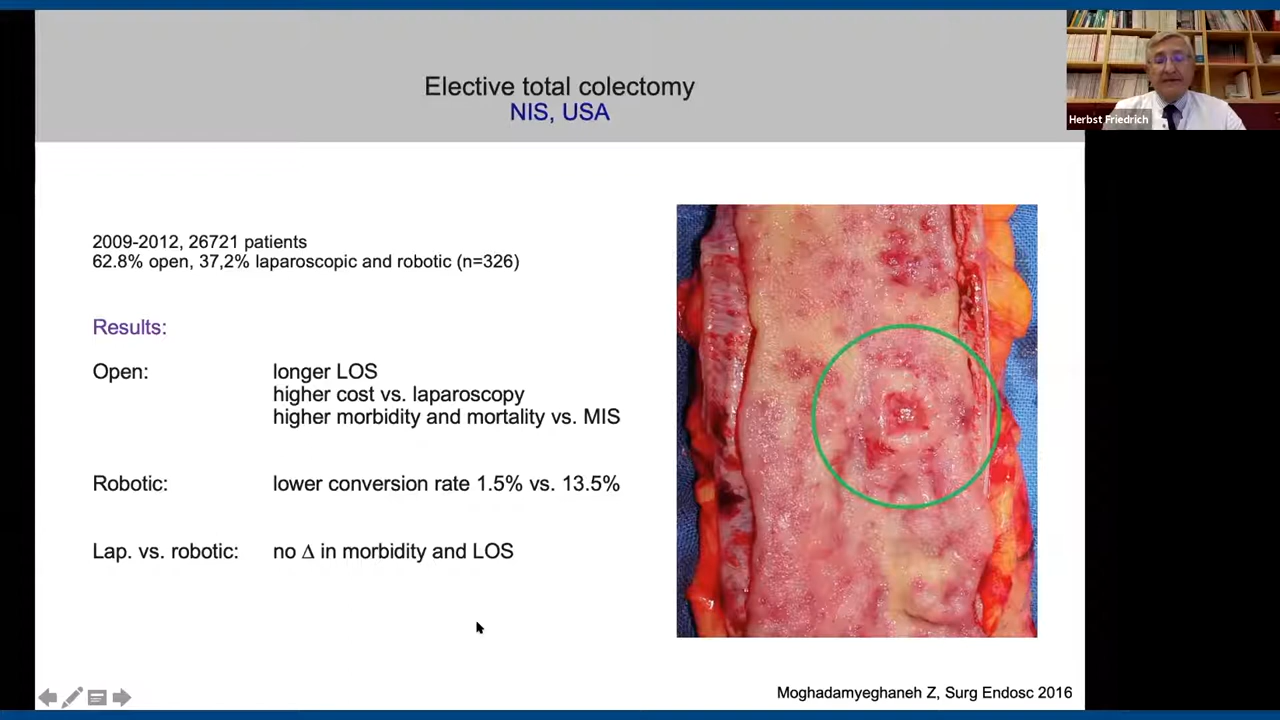 Elective total colectomy
NIS, USA
Herbst Friedrich
2009-2012, 26721 patients
62.8% open, 37,2% laparoscopic and robotic (n=326)
Results:
Open: longer LOS
higher cost vs. laparoscopy
higher morbidity and mortality vs. MIS
Robotic: lower conversion rate 1.5% vs. 13.5%
Lap. vs. robotic: no Δ in morbidity and LOS
Moghadamyeghaneh Z, Surg Endosc 2016